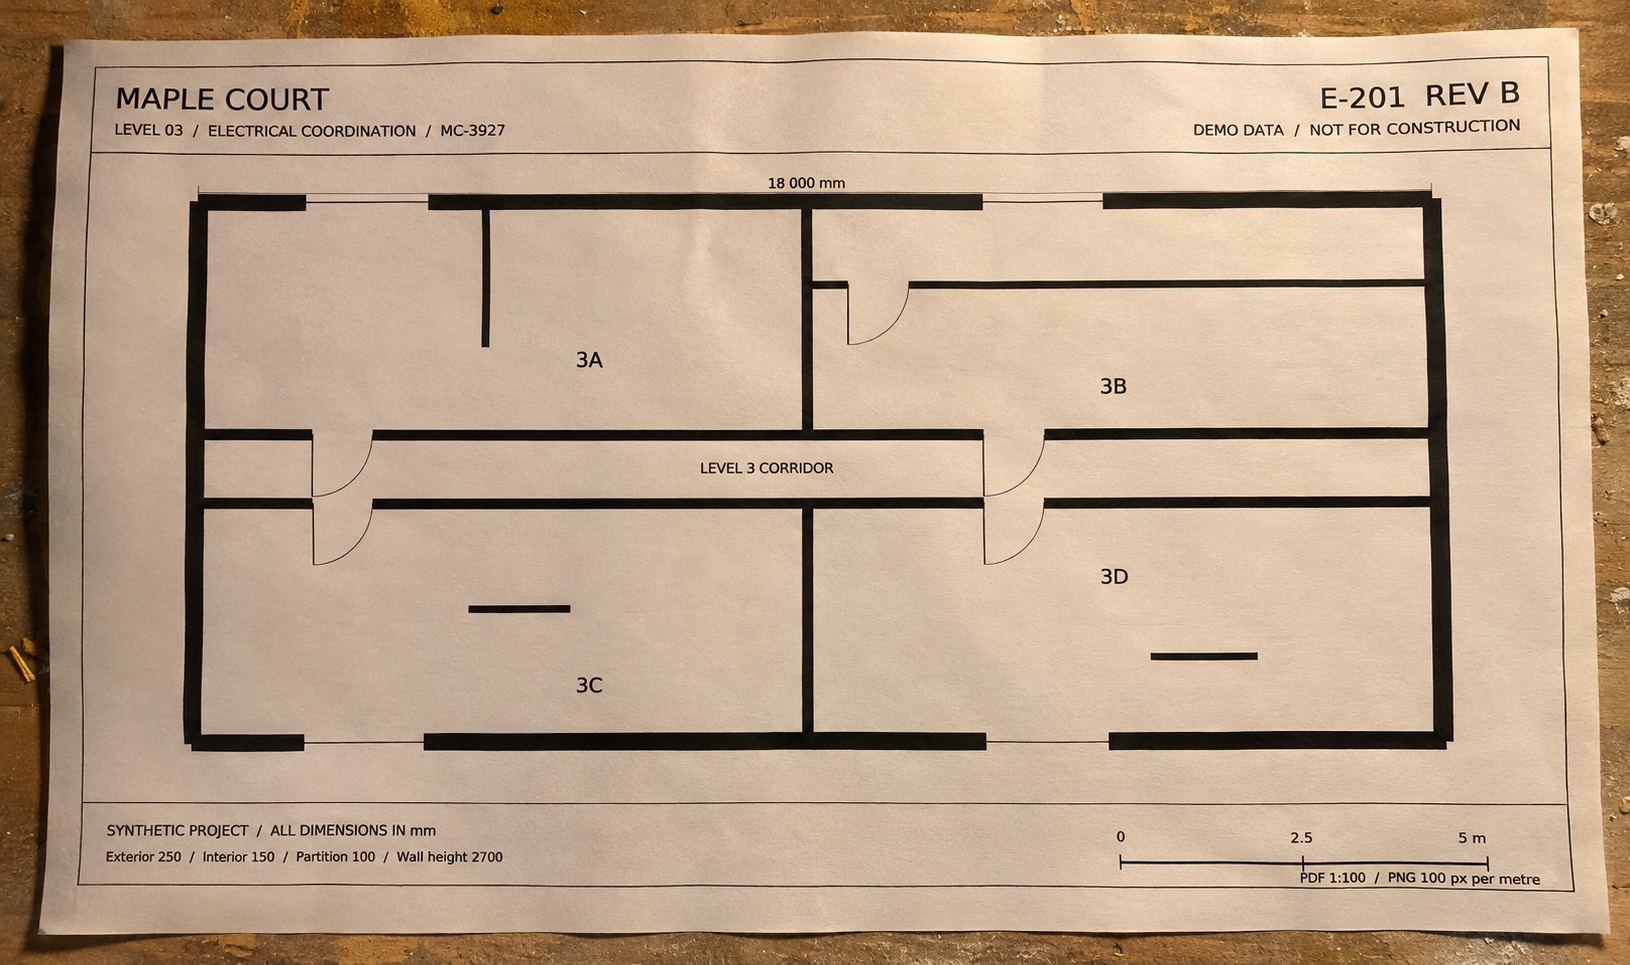 MAPLE COURT
E-201 REV B
LEVEL 03 / ELECTRICAL COORDINATION / MC-3927
DEMO DATA / NOT FOR CONSTRUCTION
18 000 mm
3A
3B
LEVEL 3 CORRIDOR
3D
3C
SYNTHETIC PROJECT / ALL DIMENSIONS IN mm
Exterior 250 / Interior 150 / Partition 100 / Wall height 2700
0 2.5 5 m
PDF 1:100 / PNG 100 px per metre